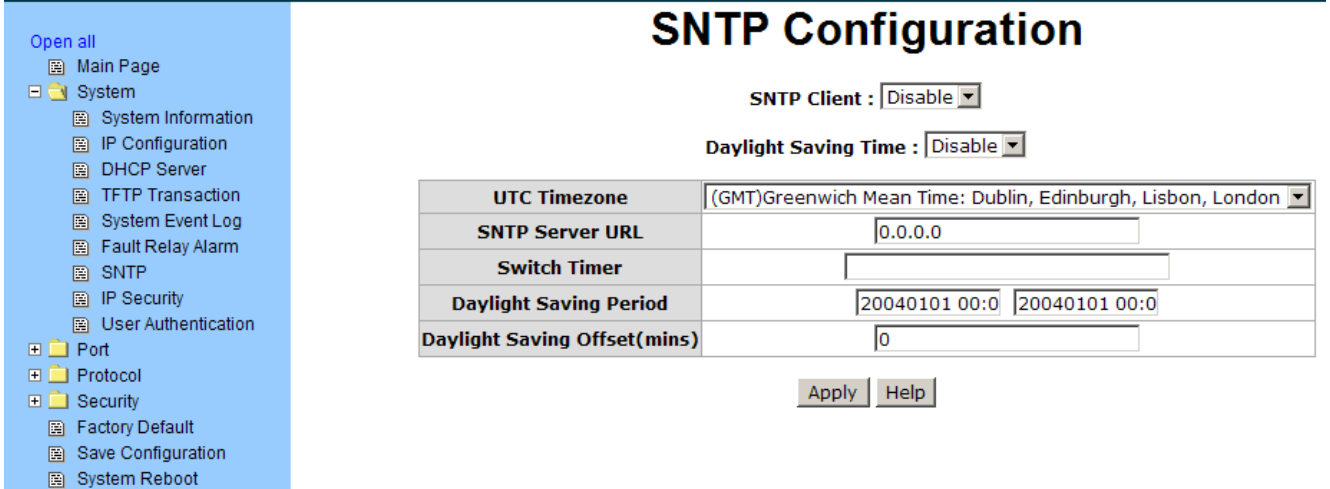 Open all
Main Page
System
System Information
IP Configuration
DHCP Server
TFTP Transaction
System Event Log
Fault Relay Alarm
SNTP
IP Security
User Authentication
Port
Protocol
Security
Factory Default
Save Configuration
System Reboot
SNTP Configuration
SNTP Client : Disable
Daylight Saving Time : Disable
UTC Timezone (GMT)Greenwich Mean Time: Dublin, Edinburgh, Lisbon, London
SNTP Server URL 0.0.0.0
Switch Timer
Daylight Saving Period 20040101 00:0 20040101 00:0
Daylight Saving Offset(mins) 0
Apply Help